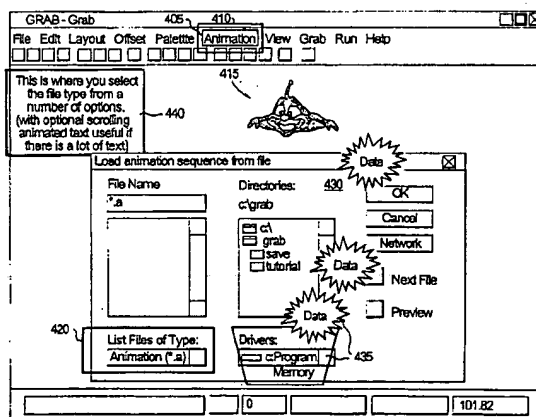 GRAB - Grab
405
410
File Edit Layout Offset Palettte Animation View Grab Run Help
This is where you select
the file type from a
number of options.
(with optional scrolling
animated text useful if
there is a lot of text)
440
415
Load animation sequence from file
Data
File Name
Directories:
430
OK
*.a
c:\grab
Cancel
c:\
grab
save
tutorial
Network
Data
Next File
Data
Preview
420
List Files of Type:
Drivers:
Animation (*.a)
c:Program
435
Memory
0
101.82